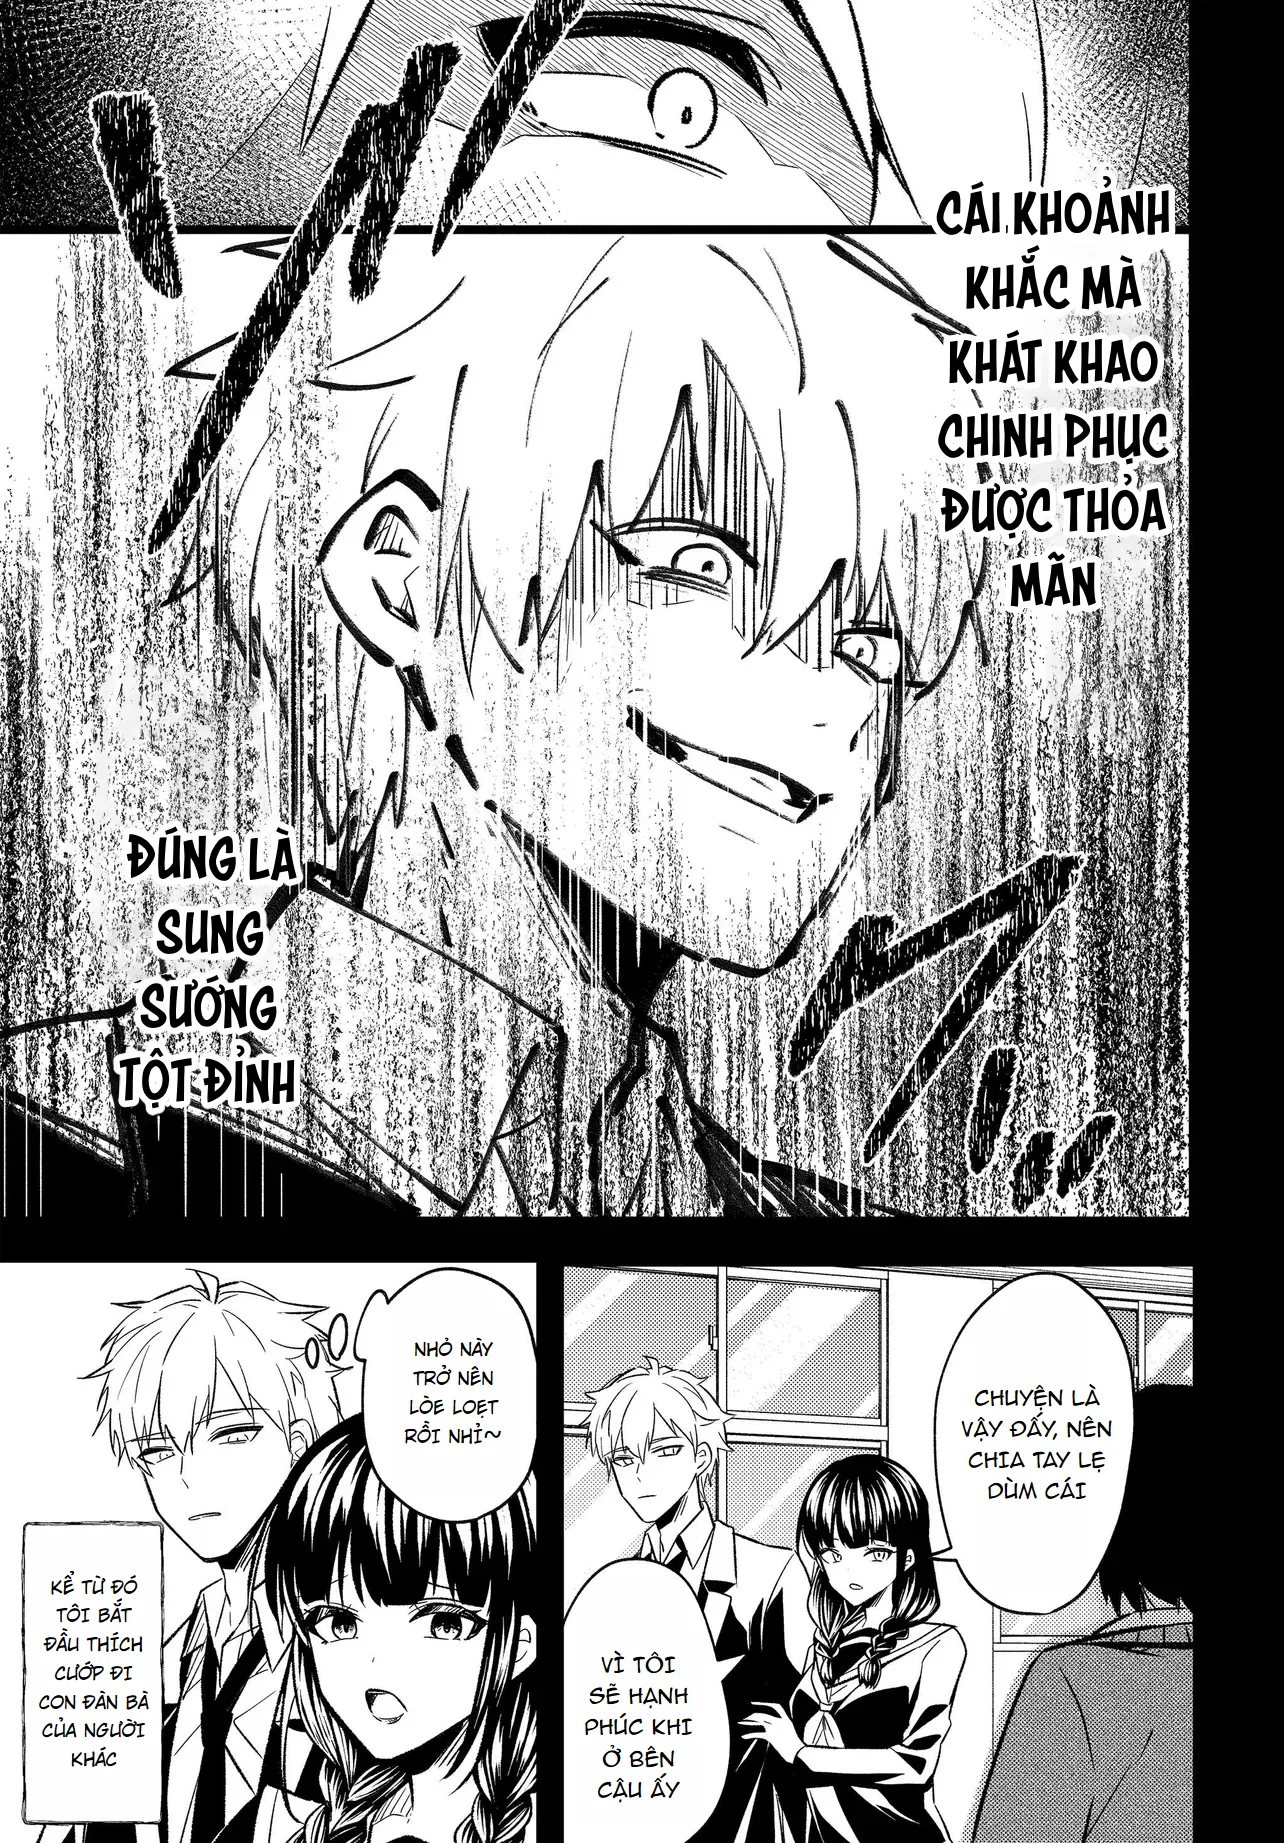 CÁI KHOẢNH
KHẮC MÀ
KHÁT KHAO
CHINH PHỤC
ĐƯỢC THỎA
MÃN
ĐÚNG LÀ
SUNG
SƯỚNG
TỘT ĐỈNH
CHUYỆN LÀ
VẬY ĐẤY, NÊN
CHIA TAY LẸ
DÙM CÁI
VÌ TÔI
SẼ HẠNH
PHÚC KHI
Ở BÊN
CẬU ẤY
NHỎ NÀY
TRỞ NÊN
LÒE LOẸT
RỒI NHỈ~
KỂ TỪ ĐÓ
TÔI BẮT
ĐẦU THÍCH
CƯỚP ĐI
CON ĐÀN BÀ
CỦA NGƯỜI
KHÁC